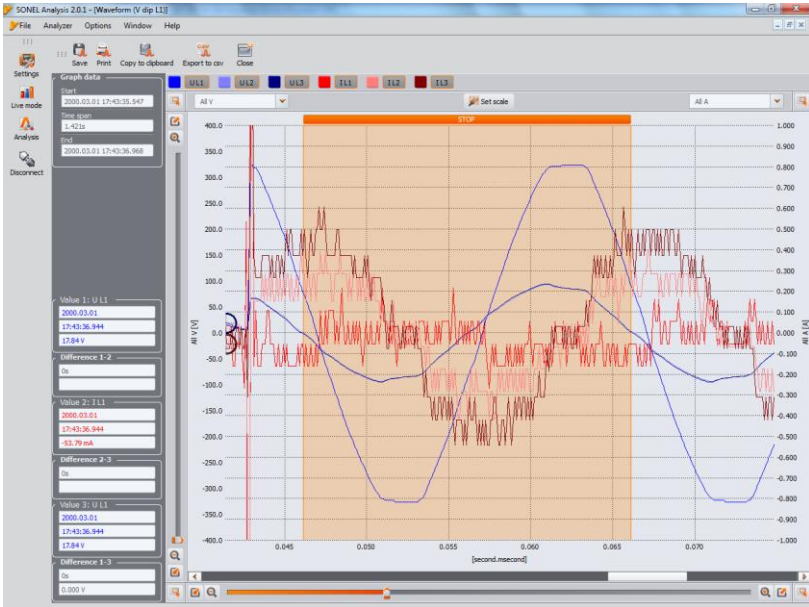 SONEL Analysis 2.0.1 - [Waveform (V dip L1)]
File Analyzer Options Window Help
Save Print Copy to clipboard Export to csv Close
Settings
Live mode
Analysis
Disconnect
Graph data
Start
2000.03.01 17:43:35.547
Time span
1.421s
End
2000.03.01 17:43:36.968
Value 1: U L1
2000.03.01
17:43:36.944
17.84 V
Difference 1-2
0s
Value 2: I L1
2000.03.01
17:43:36.944
-53.79 mA
Difference 2-3
0s
Value 3: U L1
2000.03.01
17:43:36.944
17.84 V
Difference 1-3
0s
0.000 V
U L1 U L2 U L3 I L1 I L2 I L3
All V Set scale All A
STOP
400.0
350.0
300.0
250.0
200.0
150.0
100.0
50.0
0.0
-50.0
-100.0
-150.0
-200.0
-250.0
-300.0
-350.0
-400.0
All V [V]
1.000
0.900
0.800
0.700
0.600
0.500
0.400
0.300
0.200
0.100
0.000
-0.100
-0.200
-0.300
-0.400
-0.500
-0.600
-0.700
-0.800
-0.900
-1.000
All A [A]
0.045 0.050 0.055 0.060 0.065 0.070
[second.msecond]